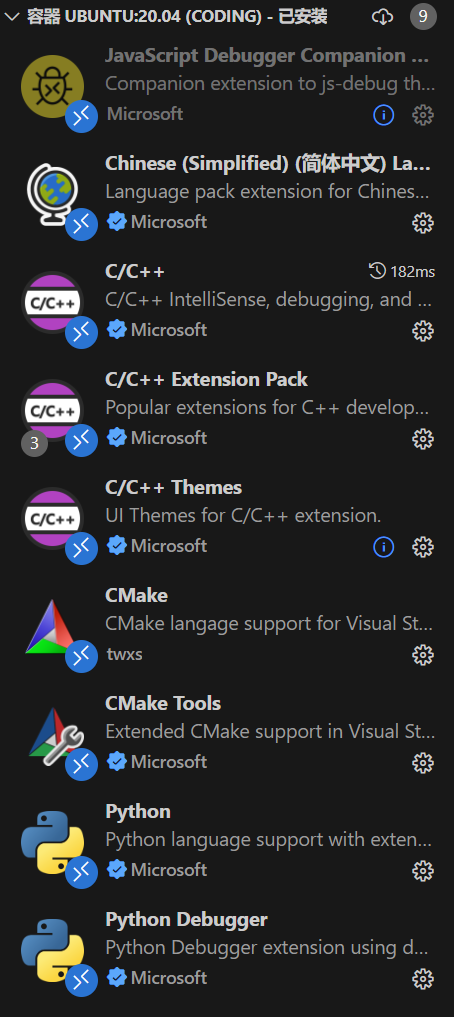 容器 UBUNTU:20.04 (CODING) - 已安装 9
JavaScript Debugger Companion ...
Companion extension to js-debug th...
Microsoft
Chinese (Simplified) (简体中文) La...
Language pack extension for Chines...
Microsoft
C/C++ 182ms
C/C++ IntelliSense, debugging, and ...
Microsoft
C/C++
C/C++ Extension Pack
Popular extensions for C++ develop...
Microsoft
C/C++
3
C/C++ Themes
UI Themes for C/C++ extension.
Microsoft
C/C++
CMake
CMake langage support for Visual St...
twxs
CMake Tools
Extended CMake support in Visual St...
Microsoft
Python
Python language support with exten...
Microsoft
Python Debugger
Python Debugger extension using d...
Microsoft